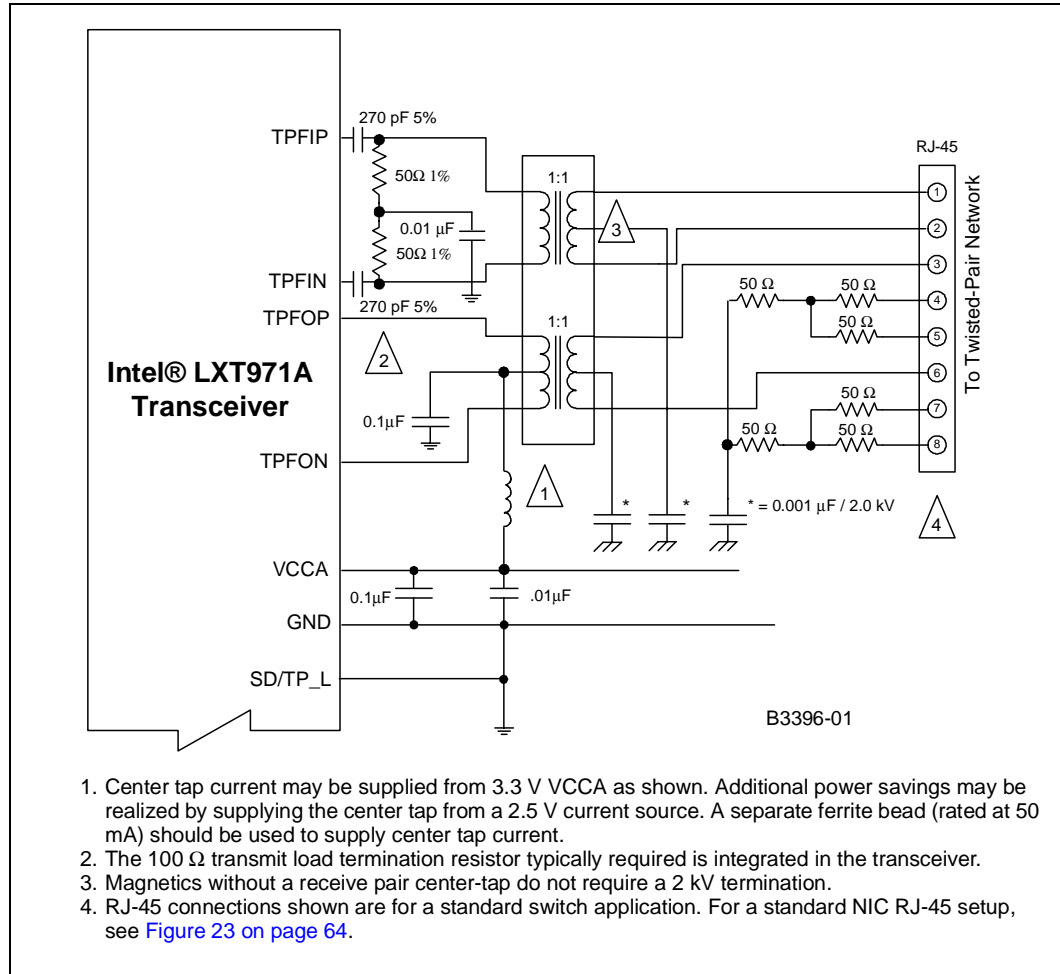 270 pF 5%
TPFIP
50Ω 1%
0.01 µF
50Ω 1%
TPFIN
270 pF 5%
TPFOP
2
Intel® LXT971A
Transceiver
0.1µF
TPFON
1:1
3
1:1
1
RJ-45
1
2
3
50 Ω
50 Ω
4
50 Ω
5
6
50 Ω
7
50 Ω
50 Ω
8
To Twisted-Pair Network
*
*
* = 0.001 µF / 2.0 kV
4
VCCA
0.1µF
.01µF
GND
SD/TP_L
B3396-01
1. Center tap current may be supplied from 3.3 V VCCA as shown. Additional power savings may be
realized by supplying the center tap from a 2.5 V current source. A separate ferrite bead (rated at 50
mA) should be used to supply center tap current.
2. The 100 Ω transmit load termination resistor typically required is integrated in the transceiver.
3. Magnetics without a receive pair center-tap do not require a 2 kV termination.
4. RJ-45 connections shown are for a standard switch application. For a standard NIC RJ-45 setup,
see Figure 23 on page 64.